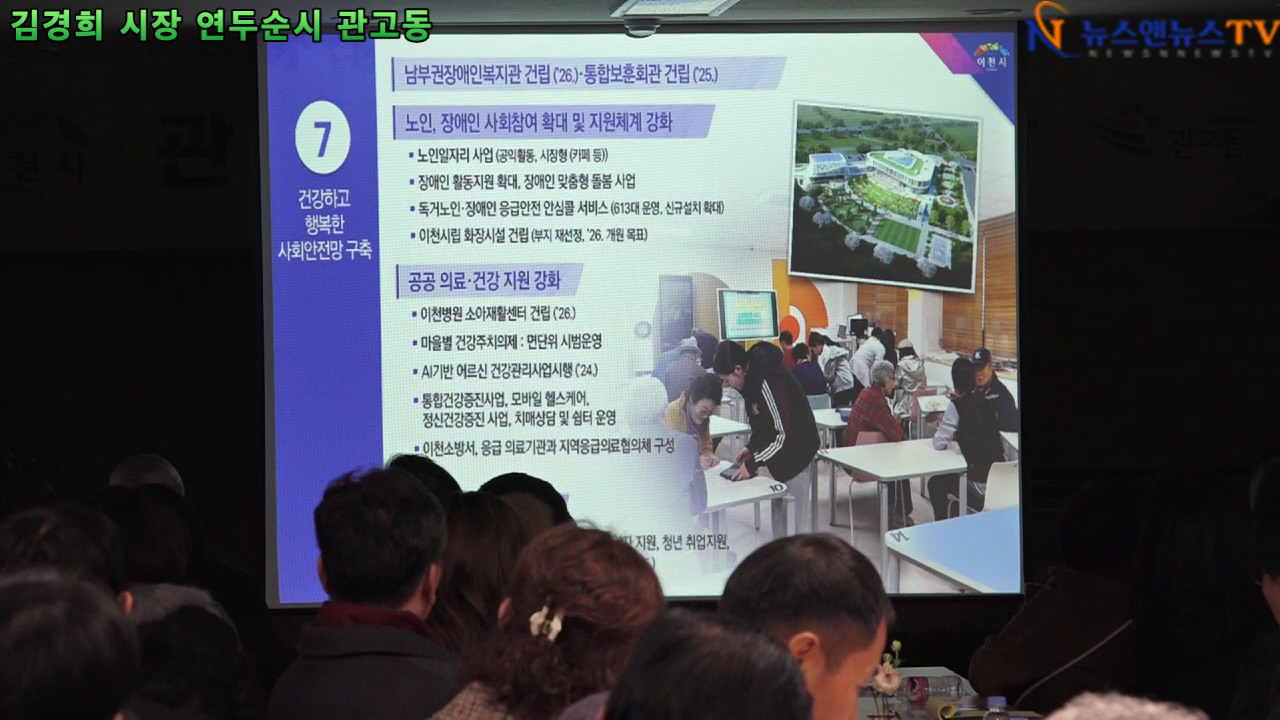 김경희 시장 연두순시 관고동
뉴스앤뉴스TV
NEWSNNEWSTV
이천시
7
건강하고
행복한
사회안전망 구축
남부권장애인복지관 건립 ('26.)·통합보훈회관 건립 ('25.)
노인, 장애인 사회참여 확대 및 지원체계 강화
▪ 노인일자리 사업 (공익활동, 시장형 (카페 등))
▪ 장애인 활동지원 확대, 장애인 맞춤형 돌봄 사업
▪ 독거노인·장애인 응급안전 안심콜 서비스 (613대 운영, 신규설치 확대)
▪ 이천시립 화장시설 건립 (부지 재선정, '26. 개원 목표)
공공 의료·건강 지원 강화
▪ 이천병원 소아재활센터 건립 ('26.)
▪ 마을별 건강주치의제 : 면단위 시범운영
▪ AI기반 어르신 건강관리사업시행 ('24.)
▪ 통합건강증진사업, 모바일 헬스케어,
정신건강증진 사업, 치매상담 및 쉼터 운영
▪ 이천소방서, 응급 의료기관과 지역응급의료협의체 구성
지원, 청년 취업지원,
10
천시
관
관고동